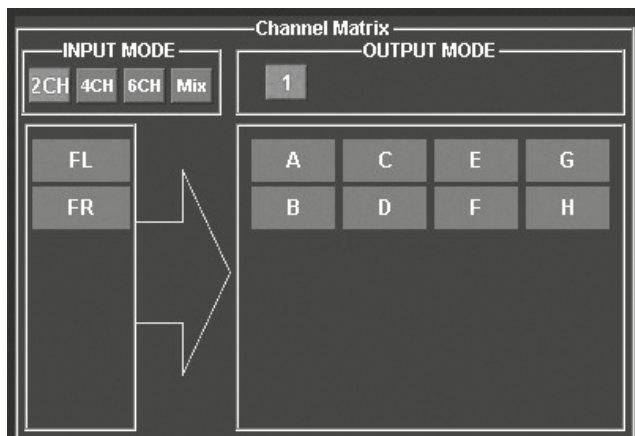 Channel Matrix
INPUT MODE
2CH 4CH 6CH Mix
OUTPUT MODE
1
FL
FR
A C E G
B D F H